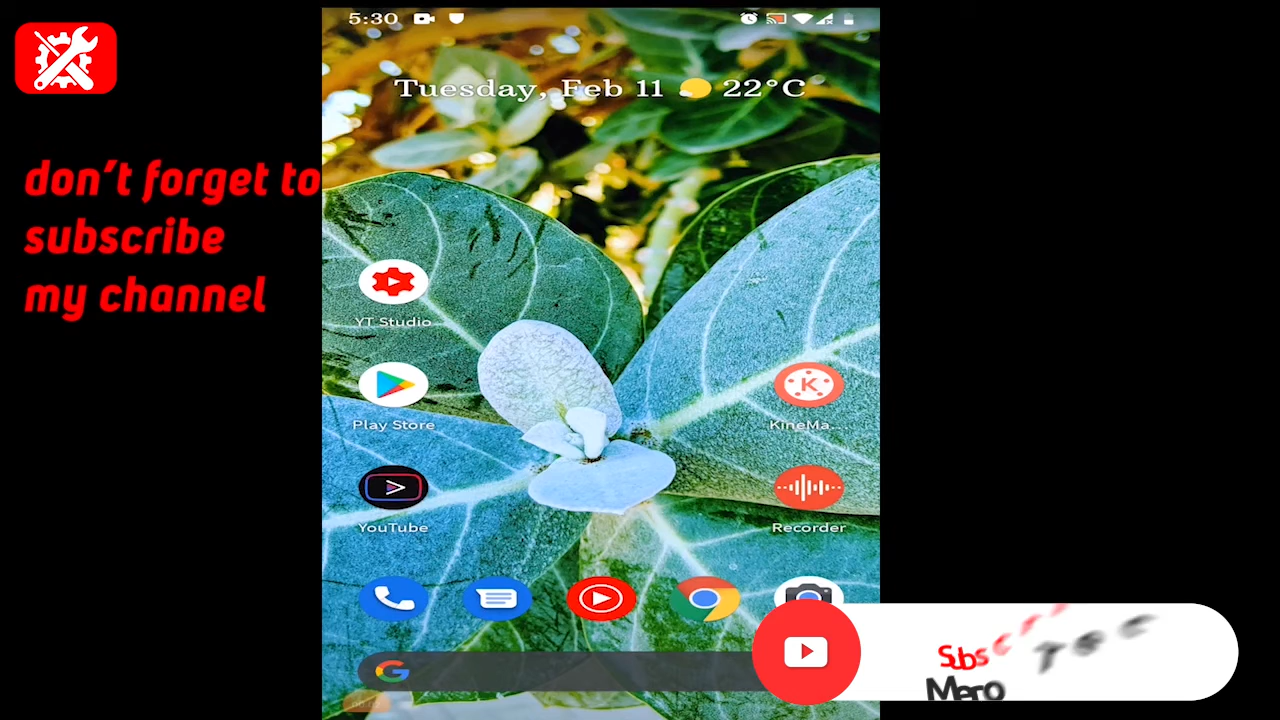 5:30
Tuesday, Feb 11 22°C
don't forget to
subscribe
my channel
YT Studio
Play Store
KineMa...
YouTube
Recorder
Mero